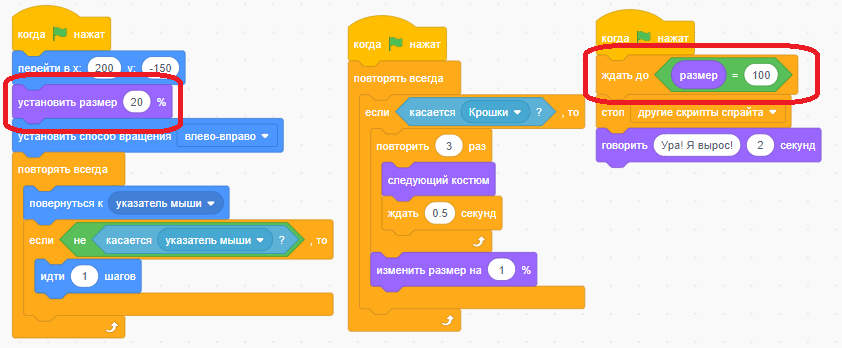 когда нажат
перейти в x: 200 y: -150
установить размер 20 %
установить способ вращения влево-вправо
повторять всегда
повернуться к указатель мыши
если не касается указатель мыши ? , то
идти 1 шагов
когда нажат
повторять всегда
если касается Крошки ? , то
повторить 3 раз
следующий костюм
ждать 0.5 секунд
изменить размер на 1 %
когда нажат
ждать до размер = 100
стоп другие скрипты спрайта
говорить Ура! Я вырос! 2 секунд